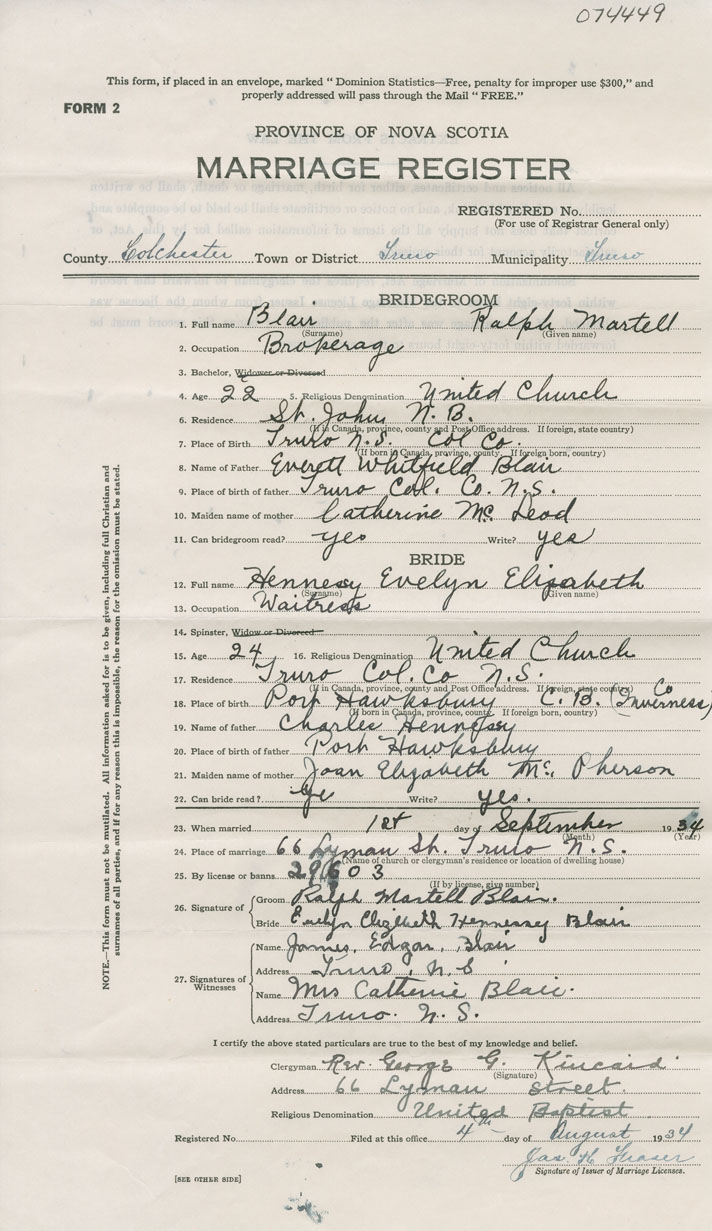 074449
This form, if placed in an envelope, marked " Dominion Statistics—Free, penalty for improper use $300," and
properly addressed will pass through the Mail " FREE."
FORM 2
PROVINCE OF NOVA SCOTIA
MARRIAGE REGISTER
REGISTERED No.
(For use of Registrar General only)
County Colchester Town or District Truro Municipality Truro
BRIDEGROOM
1. Full name Blair Ralph Martell
(Surname) (Given name)
2. Occupation Brokerage
3. Bachelor, Widower or Divorced
4. Age 22 5. Religious Denomination United Church
6. Residence St. John, N.B.
(If in Canada, province, county and Post Office address. If foreign, state country)
7. Place of Birth Truro N.S. Col Co.
(If born in Canada, province, county. If foreign born, country)
8. Name of Father Everett Whitfield Blair
9. Place of birth of father Truro Col. Co. N.S.
10. Maiden name of mother Catherine Mc Leod
11. Can bridegroom read? yes Write? yes
BRIDE
12. Full name Hennessy Evelyn Elizabeth
(Surname) (Given name)
13. Occupation Waitress
14. Spinster, Widow or Divorced
15. Age 24 16. Religious Denomination United Church
17. Residence Truro Col. Co N.S.
(If in Canada, province, county and Post Office address. If foreign, state country)
18. Place of birth Port Hawksbury C.B. (Inverness Co
(If born in Canada, province, county. If foreign born, country)
19. Name of father Charles Hennessy
20. Place of birth of father Port Hawksbury
21. Maiden name of mother Joan Elizabeth Mc. Pherson
22. Can bride read? Write? yes.
23. When married 1st day of September 1934
(Month) (Year)
24. Place of marriage 66 Lyman St. Truro N.S.
(Name of church or clergyman's residence or location of dwelling house)
25. By license or banns 29603
(If by license, give number)
26. Signature of Groom Ralph Martell Blair.
Bride Evelyn Elizabeth Hennessy Blair
27. Signatures of Witnesses Name James Edgar Blair
Address Truro, N.S.
Name Mrs Catherine Blair.
Address Truro. N.S.
I certify the above stated particulars are true to the best of my knowledge and belief.
Clergyman Rev. George G. Kincaid
(Signature)
Address 66 Lyman Street.
Religious Denomination United Baptist
Registered No. Filed at this office 4th day of August 1934
Jas. H. Fraser
Signature of Issuer of Marriage Licenses.
[SEE OTHER SIDE]
NOTE.—This form must not be mutilated. All information asked for is to be given, including full Christian and
surnames of all parties, and if for any reason this is impossible, the reason for the omission must be stated.